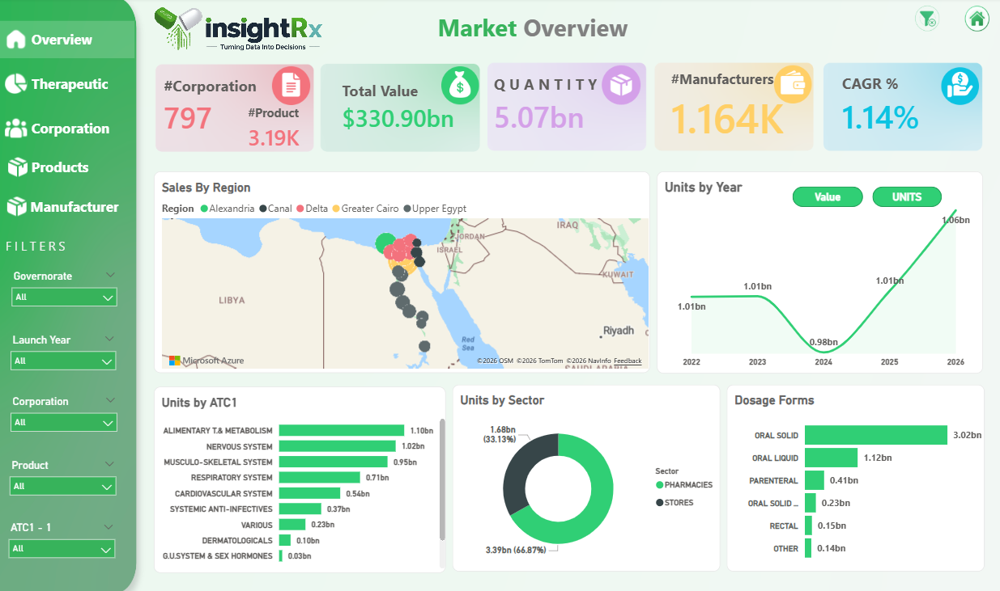 Overview
Therapeutic
Corporation
Products
Manufacturer
FILTERS
Governorate
All
Launch Year
All
Corporation
All
Product
All
ATC1 - 1
All
insightRx
Turning Data Into Decisions
Market Overview
#Corporation
797
#Product
3.19K
Total Value
$330.90bn
QUANTITY
5.07bn
#Manufacturers
1.164K
CAGR %
1.14%
Sales By Region
Region Alexandria Canal Delta Greater Cairo Upper Egypt
IRAQ
JORDAN
ISRAEL
KUWAIT
LIBYA
Riyadh
Red
Sea
Microsoft Azure
©2026 OSM ©2026 TomTom ©2026 NavInfo Feedback
SAUDI ARABIA
Units by Year
Value
UNITS
1.06bn
1.01bn
1.01bn
1.01bn
0.98bn
2022 2023 2024 2025 2026
Units by ATC1
ALIMENTARY T.& METABOLISM 1.10bn
NERVOUS SYSTEM 1.02bn
MUSCULO-SKELETAL SYSTEM 0.95bn
RESPIRATORY SYSTEM 0.71bn
CARDIOVASCULAR SYSTEM 0.54bn
SYSTEMIC ANTI-INFECTIVES 0.37bn
VARIOUS 0.23bn
DERMATOLOGICALS 0.10bn
G.U.SYSTEM & SEX HORMONES 0.03bn
Units by Sector
1.68bn
(33.13%)
Sector
PHARMACIES
STORES
3.39bn (66.87%)
Dosage Forms
ORAL SOLID 3.02bn
ORAL LIQUID 1.12bn
PARENTERAL 0.41bn
ORAL SOLID ... 0.23bn
RECTAL 0.15bn
OTHER 0.14bn